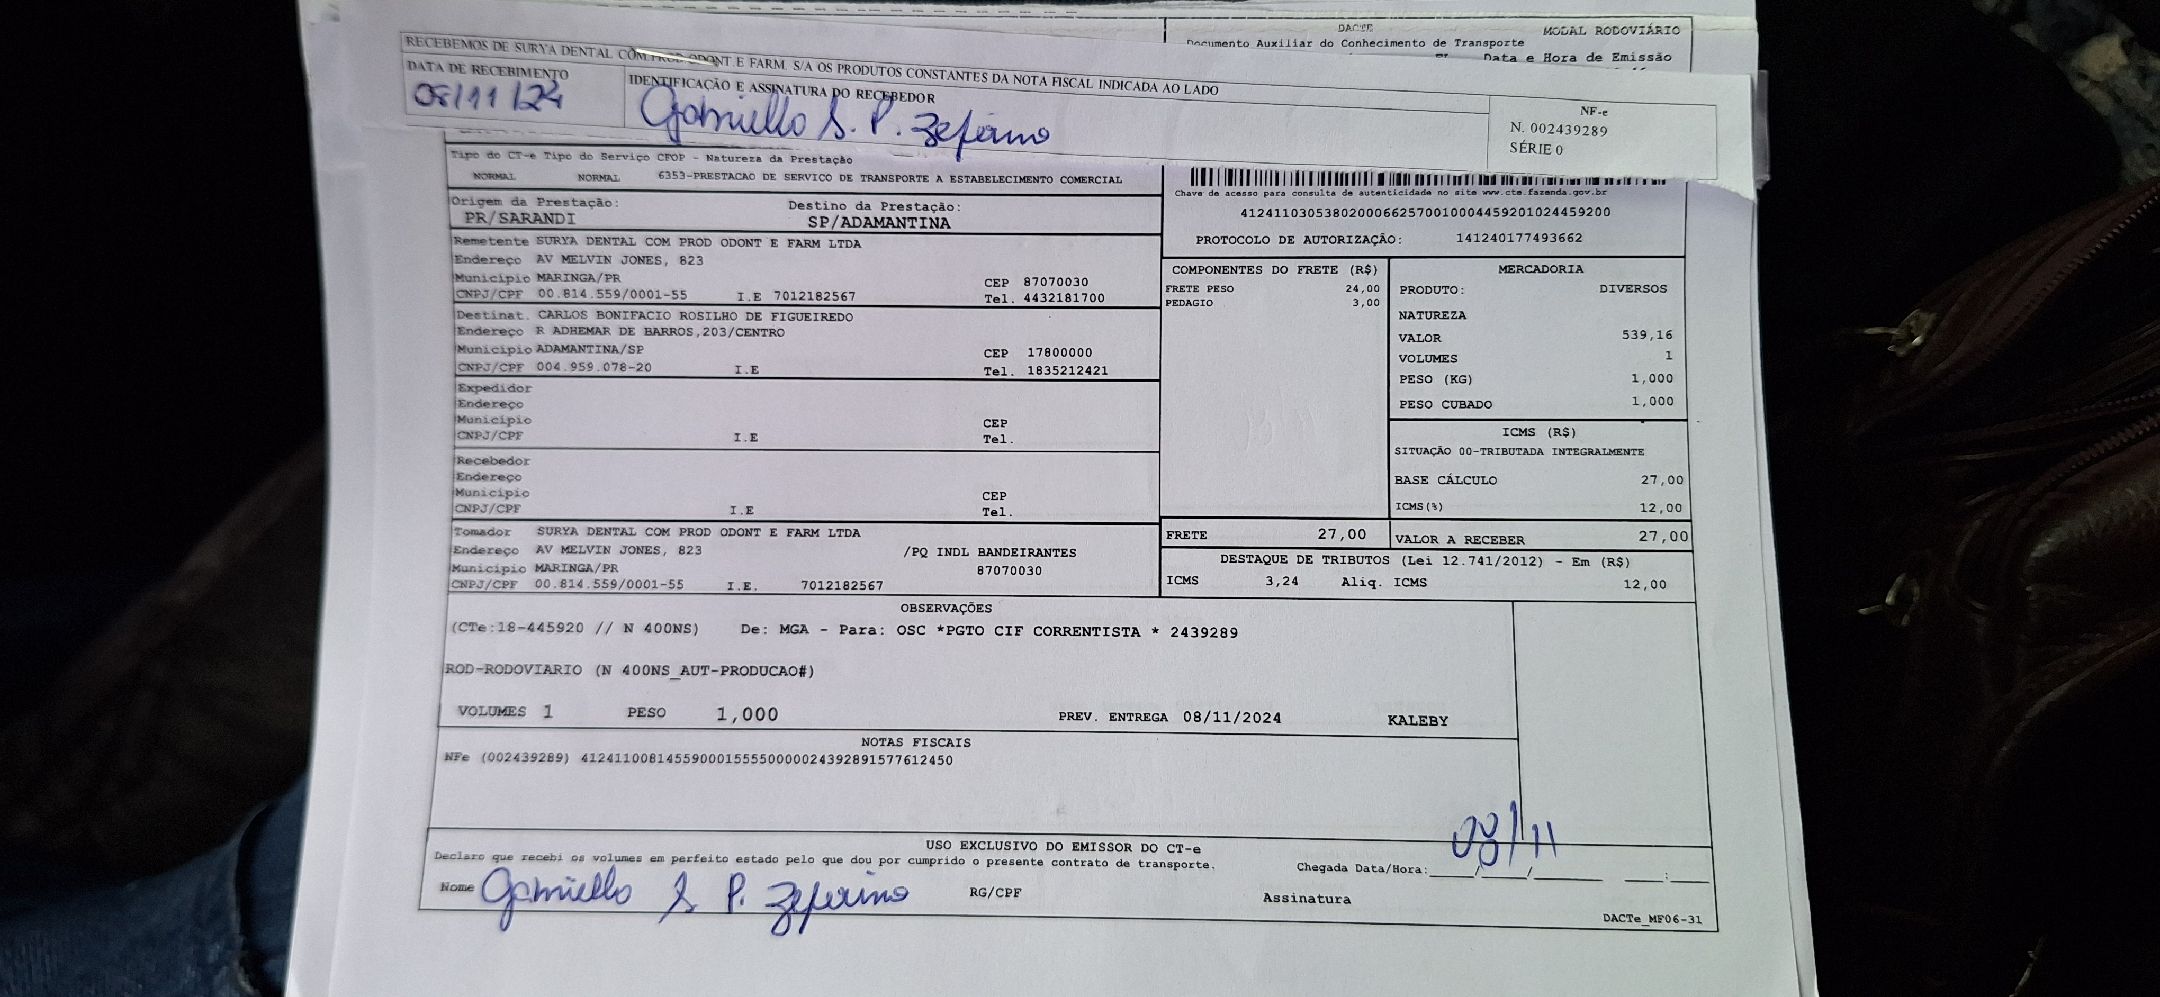 DACTE MODAL RODOVIÁRIO
Documento Auxiliar do Conhecimento de Transporte
Data e Hora de Emissão
RECEBEMOS DE SURYA DENTAL COM PROD ODONT E FARM. S/A OS PRODUTOS CONSTANTES DA NOTA FISCAL INDICADA AO LADO
DATA DE RECEBIMENTO
08/11/24
IDENTIFICAÇÃO E ASSINATURA DO RECEBEDOR
Gabriella S. P. Zeferino
NF-e
N. 002439289
SÉRIE 0
Tipo do CT-e Tipo do Serviço CFOP - Natureza da Prestação
NORMAL NORMAL 6353-PRESTACAO DE SERVICO DE TRANSPORTE A ESTABELECIMENTO COMERCIAL
Chave de acesso para consulta de autenticidade no site www.cte.fazenda.gov.br
41241103053802000662570010004459201024459200
PROTOCOLO DE AUTORIZAÇÃO: 141240177493662
Origem da Prestação: Destino da Prestação:
PR/SARANDI SP/ADAMANTINA
Remetente SURYA DENTAL COM PROD ODONT E FARM LTDA
Endereço AV MELVIN JONES, 823
Municipio MARINGA/PR CEP 87070030
CNPJ/CPF 00.814.559/0001-55 I.E 7012182567 Tel. 4432181700
Destinat. CARLOS BONIFACIO ROSILHO DE FIGUEIREDO
Endereço R ADHEMAR DE BARROS,203/CENTRO
Municipio ADAMANTINA/SP CEP 17800000
CNPJ/CPF 004.959.078-20 I.E Tel. 1835212421
Expedidor
Endereço
Municipio CEP
CNPJ/CPF I.E Tel.
Recebedor
Endereço
Municipio CEP
CNPJ/CPF I.E Tel.
Tomador SURYA DENTAL COM PROD ODONT E FARM LTDA
Endereço AV MELVIN JONES, 823 /PQ INDL BANDEIRANTES
Municipio MARINGA/PR 87070030
CNPJ/CPF 00.814.559/0001-55 I.E. 7012182567
COMPONENTES DO FRETE (R$)
FRETE PESO 24,00
PEDAGIO 3,00
MERCADORIA
PRODUTO: DIVERSOS
NATUREZA
VALOR 539,16
VOLUMES 1
PESO (KG) 1,000
PESO CUBADO 1,000
ICMS (R$)
SITUAÇÃO 00-TRIBUTADA INTEGRALMENTE
BASE CÁLCULO 27,00
ICMS(%) 12,00
FRETE 27,00 VALOR A RECEBER 27,00
DESTAQUE DE TRIBUTOS (Lei 12.741/2012) - Em (R$)
ICMS 3,24 Aliq. ICMS 12,00
OBSERVAÇÕES
(CTe:18-445920 // N 400NS) De: MGA - Para: OSC *PGTO CIF CORRENTISTA * 2439289
ROD-RODOVIARIO (N 400NS_AUT-PRODUCAO#)
VOLUMES 1 PESO 1,000 PREV. ENTREGA 08/11/2024 KALEBY
NOTAS FISCAIS
NFe (002439289) 41241100814559000155550000024392891577612450
USO EXCLUSIVO DO EMISSOR DO CT-e
Declaro que recebi os volumes em perfeito estado pelo que dou por cumprido o presente contrato de transporte.
Chegada Data/Hora:____/____/______ ____:____
08/11
Nome Gabriella S P. Zeferino RG/CPF Assinatura
DACTe_MF06-31